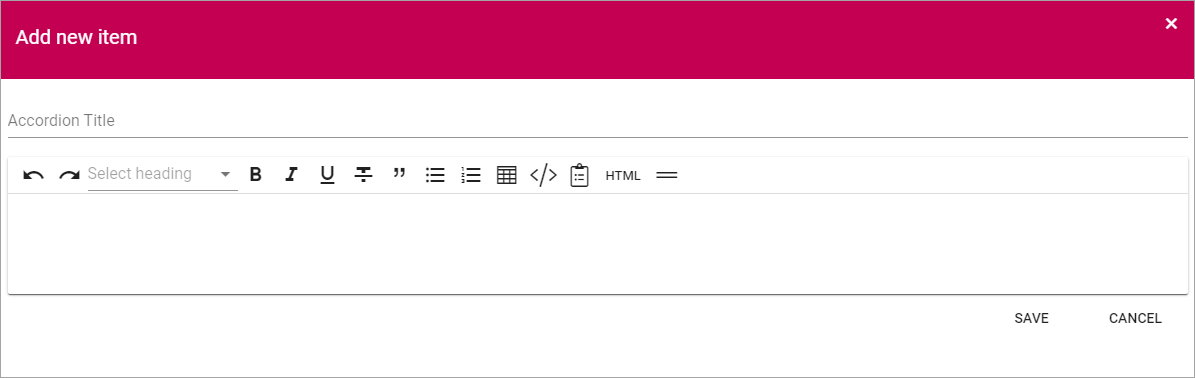 Add new item
Accordion Title
Select heading B I U T ” </> HTML
SAVE CANCEL